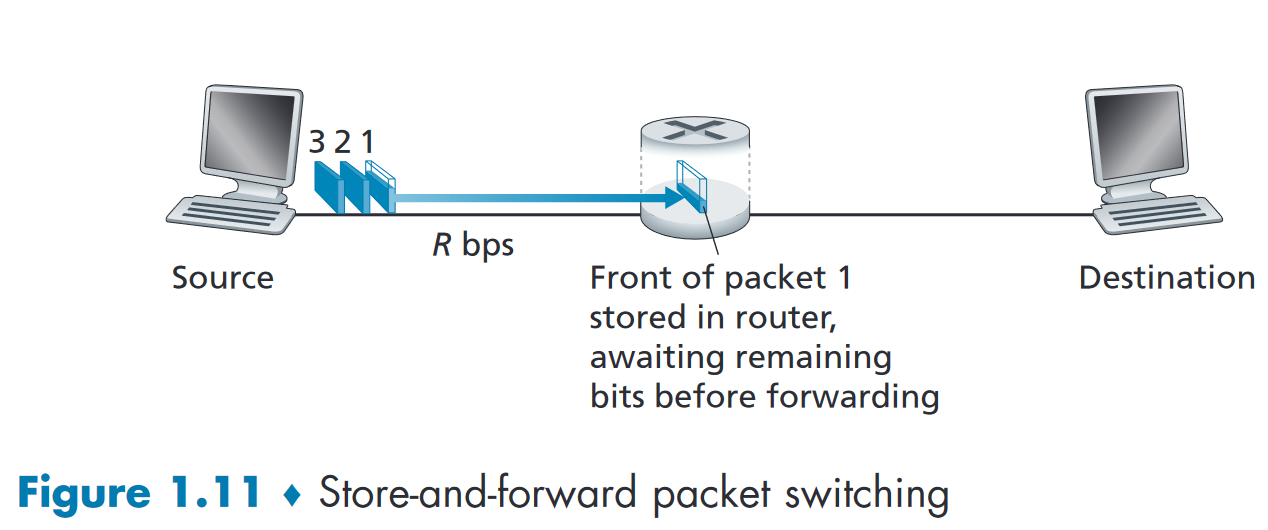 3 2 1
R bps
Source
Front of packet 1
stored in router,
awaiting remaining
bits before forwarding
Destination
Figure 1.11 ♦ Store-and-forward packet switching